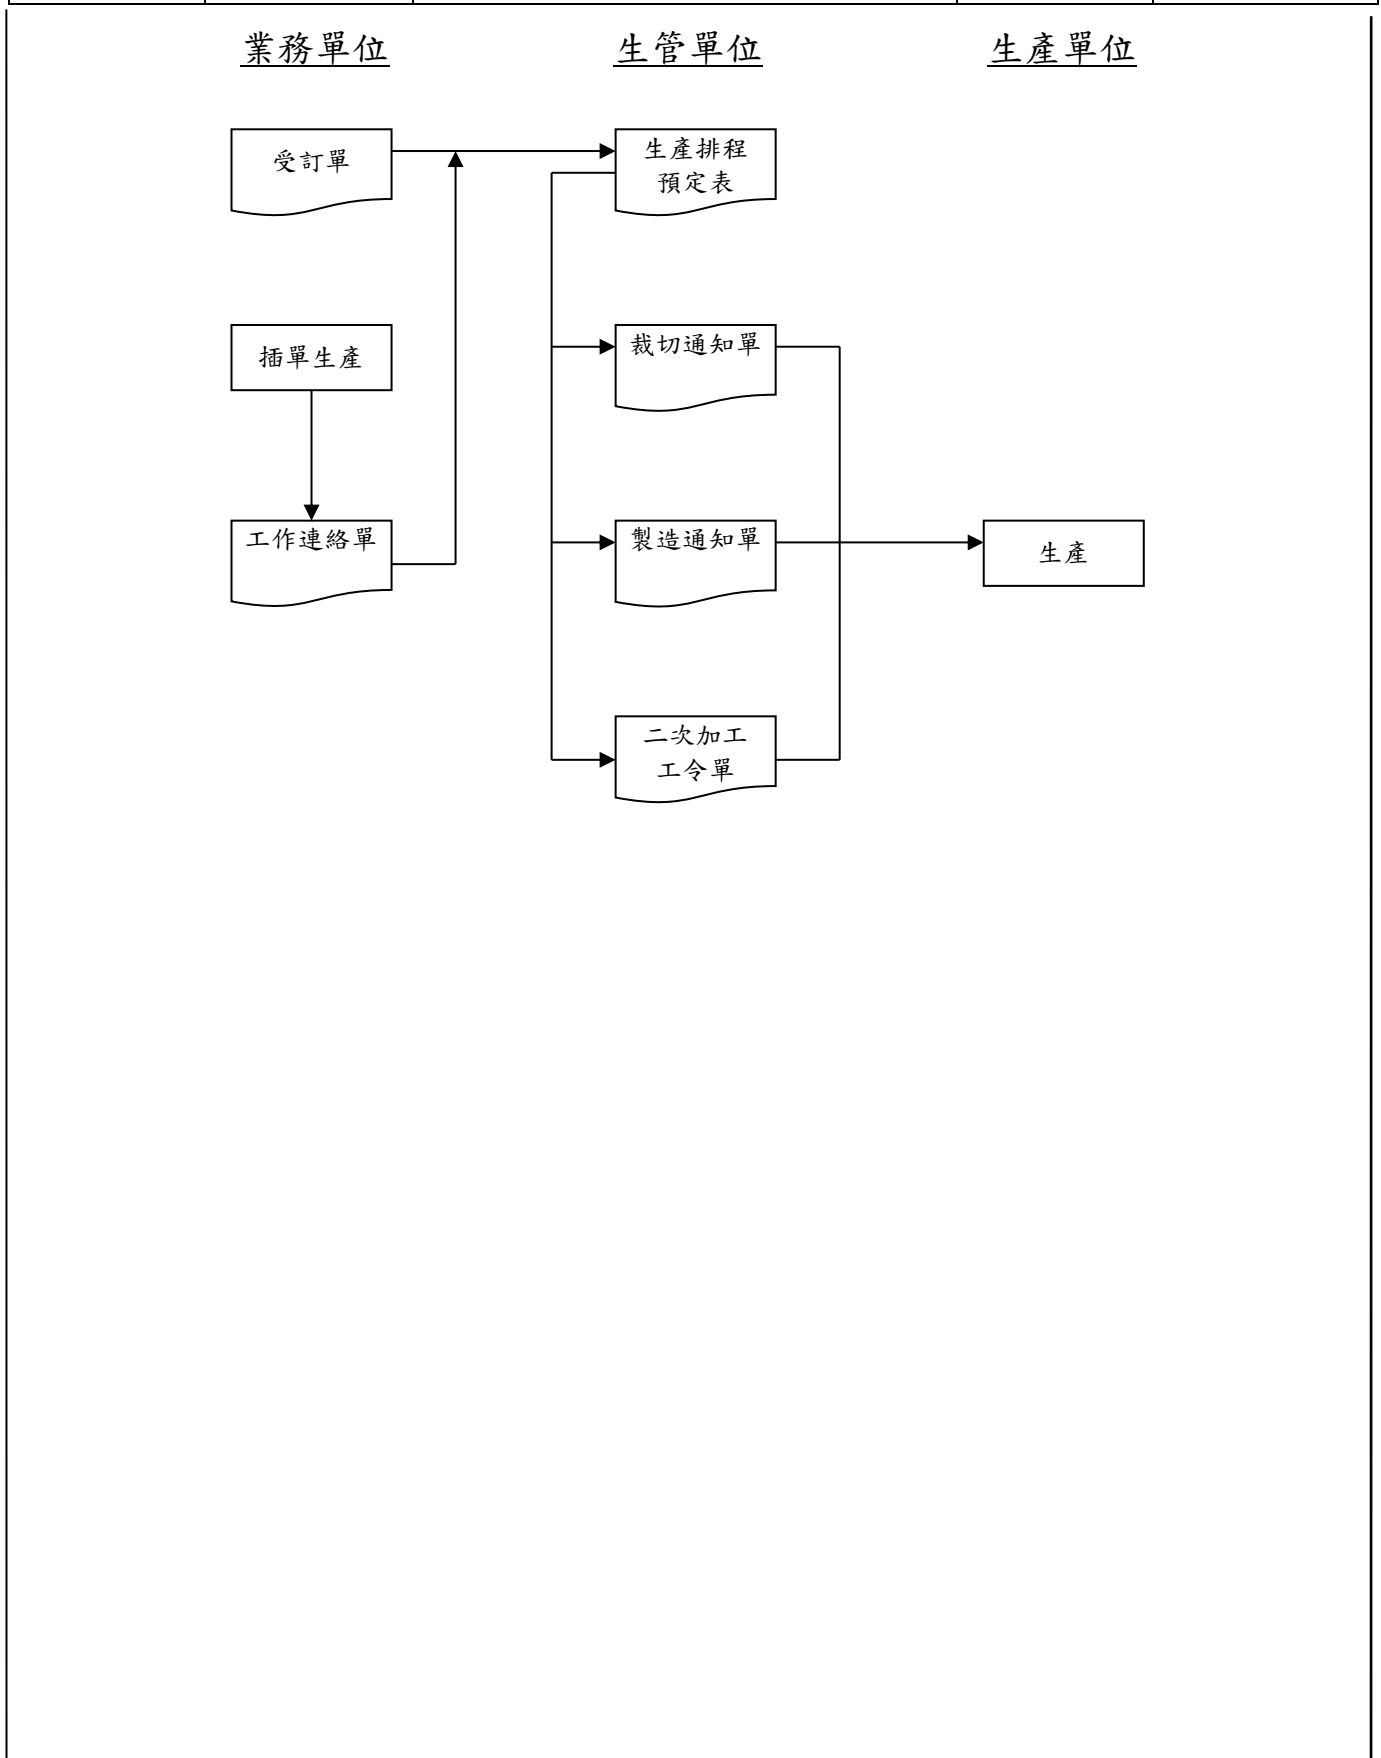 業務單位
生管單位
生產單位
受訂單
生產排程
預定表
插單生產
裁切通知單
工作連絡單
製造通知單
生產
二次加工
工令單